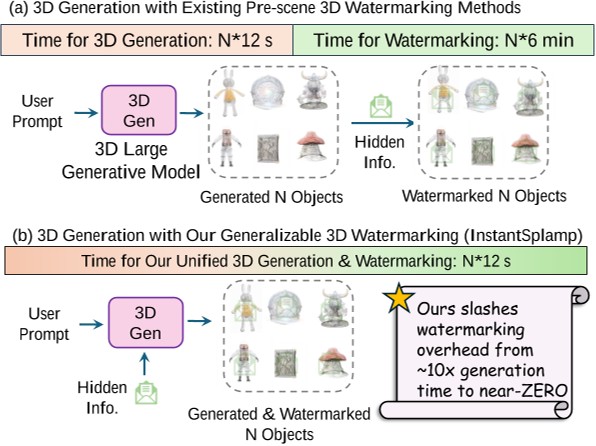 (a) 3D Generation with Existing Pre-scene 3D Watermarking Methods
Time for 3D Generation: N*12 s
Time for Watermarking: N*6 min
User
Prompt
3D
Gen
3D Large
Generative Model
Generated N Objects
Hidden
Info.
Watermarked N Objects
(b) 3D Generation with Our Generalizable 3D Watermarking (InstantSplamp)
Time for Our Unified 3D Generation & Watermarking: N*12 s
User
Prompt
3D
Gen
Hidden
Info.
Generated & Watermarked
N Objects
Ours slashes
watermarking
overhead from
~10x generation
time to near-ZERO